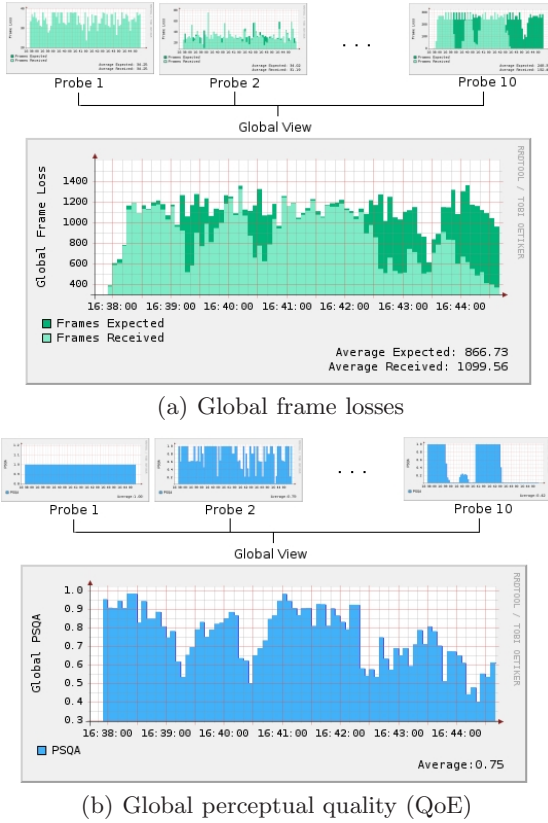 Probe 1
Probe 2
. . .
Probe 10
Global View
Global Frame Loss
1400
1200
1000
800
600
400
16:38:00 16:39:00 16:40:00 16:41:00 16:42:00 16:43:00 16:44:00
Frames Expected
Frames Received
Average Expected: 866.73
Average Received: 1099.56
RRDTOOL / TOBI OETIKER
(a) Global frame losses
Probe 1
Probe 2
. . .
Probe 10
Global View
Global PSQA
1.0
0.9
0.8
0.7
0.6
0.5
0.4
0.3
16:38:00 16:39:00 16:40:00 16:41:00 16:42:00 16:43:00 16:44:00
PSQA
Average:0.75
RRDTOOL / TOBI OETIKER
(b) Global perceptual quality (QoE)